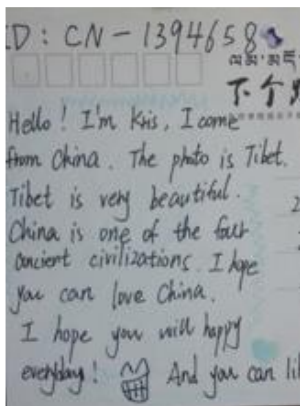 ID: CN-1394658
下个
Hello! I'm Kris, I come
from China. The photo is Tibet.
Tibet is very beautiful.
China is one of the four
ancient civilizations. I hope
you can love China.
I hope you will happy
everyday! And you can li